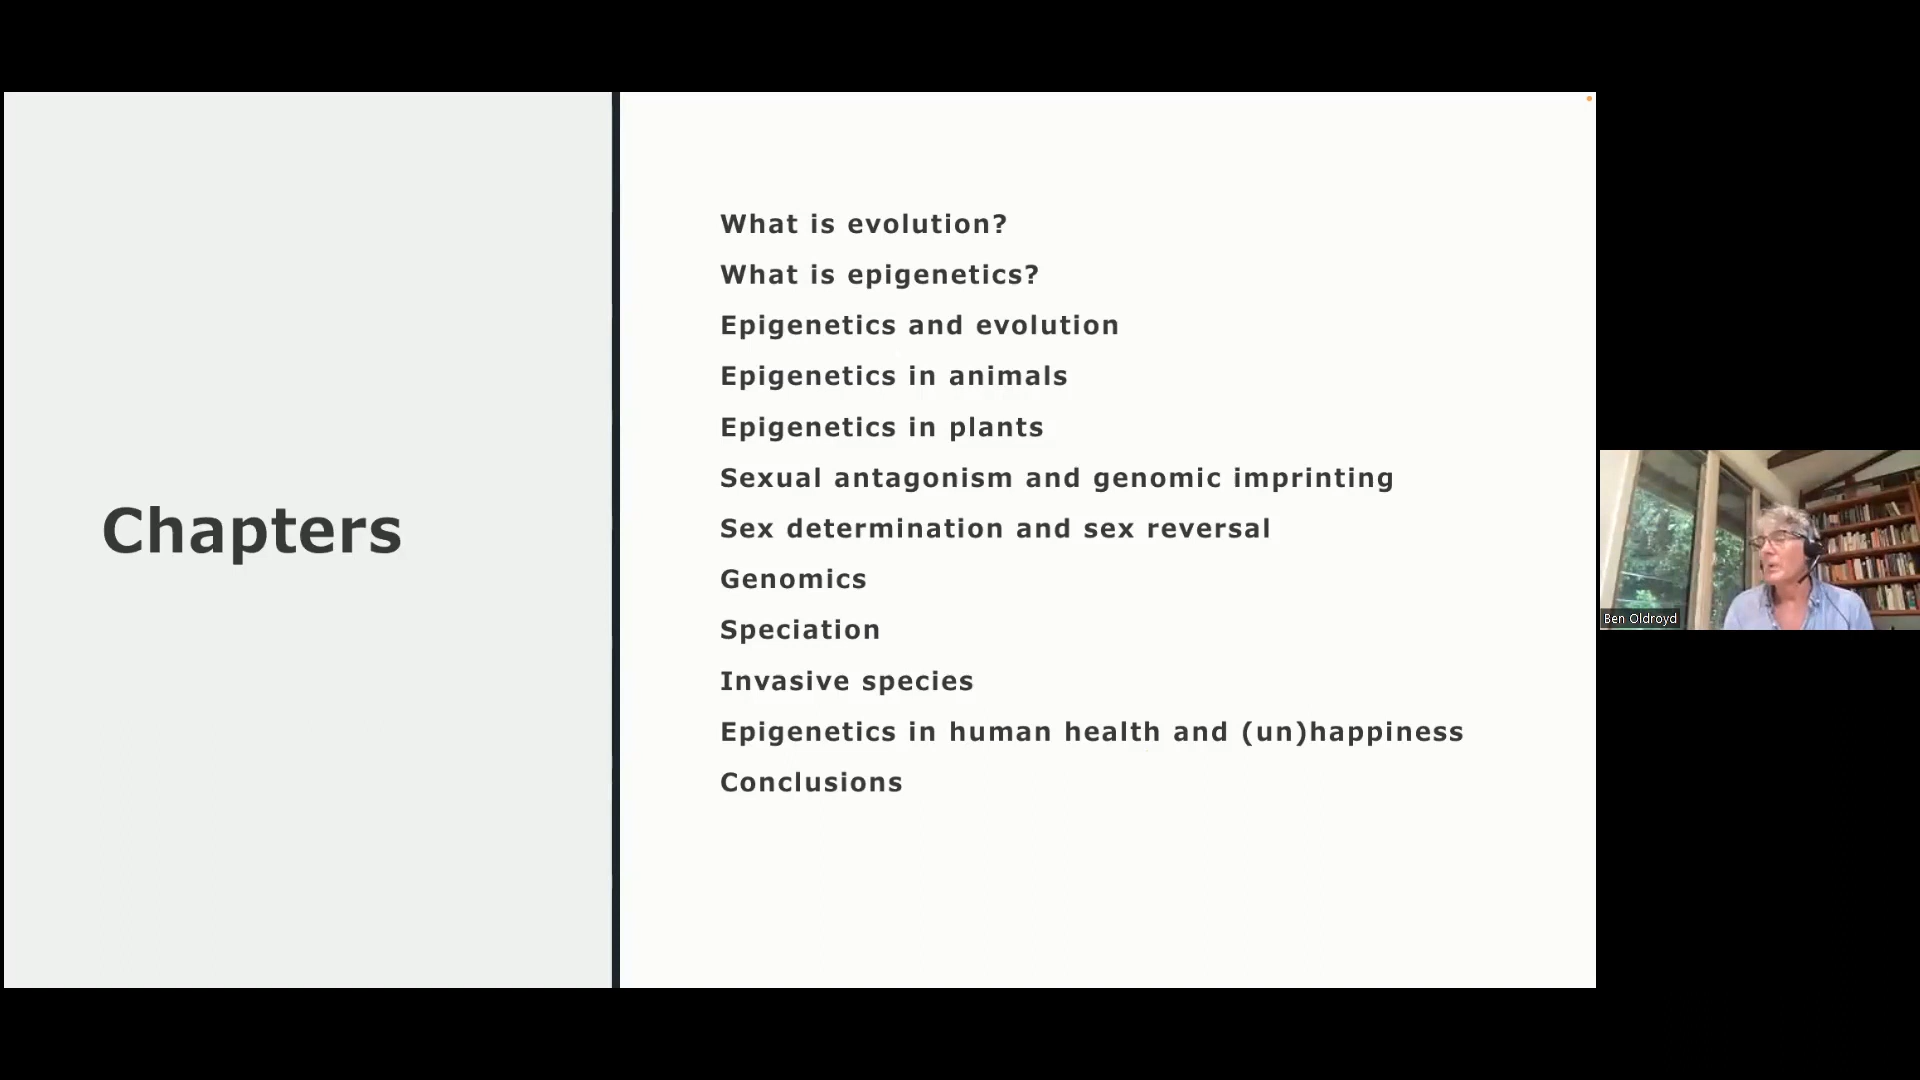 Chapters
What is evolution?
What is epigenetics?
Epigenetics and evolution
Epigenetics in animals
Epigenetics in plants
Sexual antagonism and genomic imprinting
Sex determination and sex reversal
Genomics
Speciation
Invasive species
Epigenetics in human health and (un)happiness
Conclusions
Ben Oldroyd